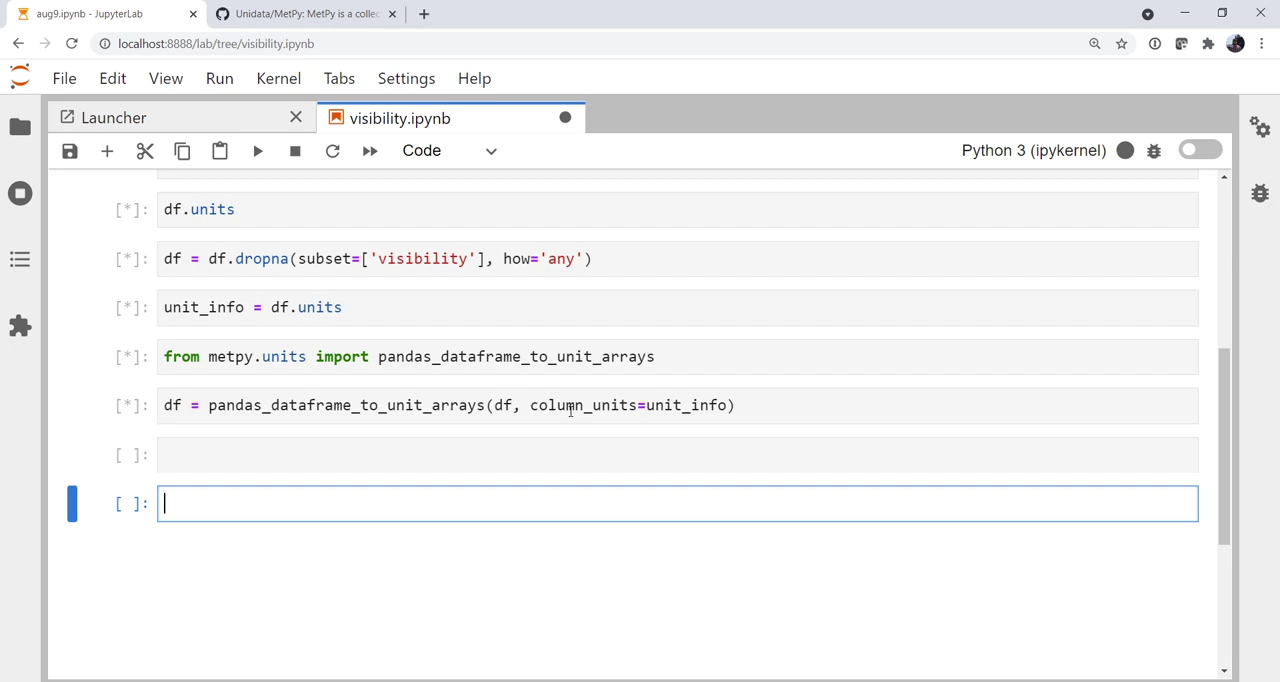 aug9.ipynb - JupyterLab
Unidata/MetPy: MetPy is a collec
localhost:8888/lab/tree/visibility.ipynb
File Edit View Run Kernel Tabs Settings Help
Launcher
visibility.ipynb
Code
Python 3 (ipykernel)
[*]: df.units
[*]: df = df.dropna(subset=['visibility'], how='any')
[*]: unit_info = df.units
[*]: from metpy.units import pandas_dataframe_to_unit_arrays
[*]: df = pandas_dataframe_to_unit_arrays(df, column_units=unit_info)
[ ]:
[ ]: